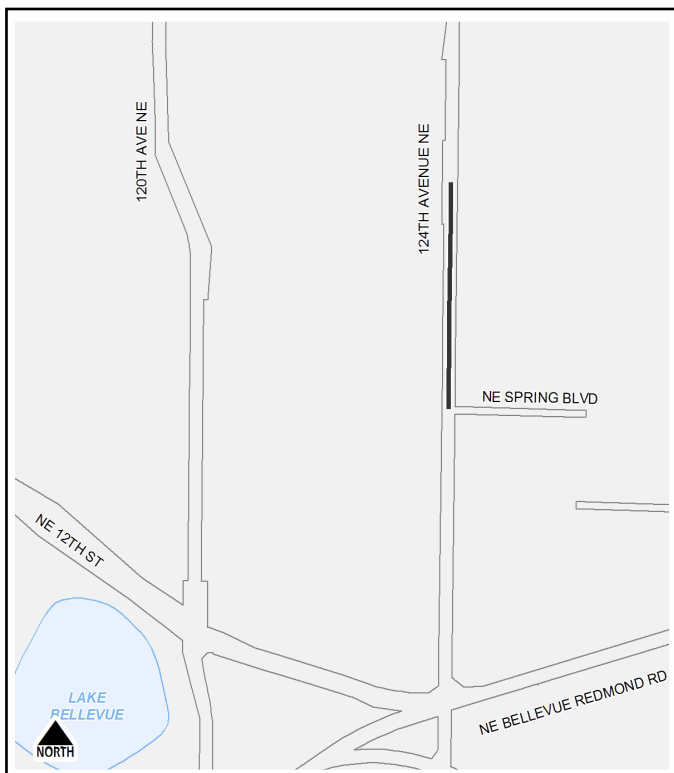 120TH AVE NE
124TH AVENUE NE
NE SPRING BLVD
NE 12TH ST
LAKE
BELLEVUE
NE BELLEVUE REDMOND RD
NORTH